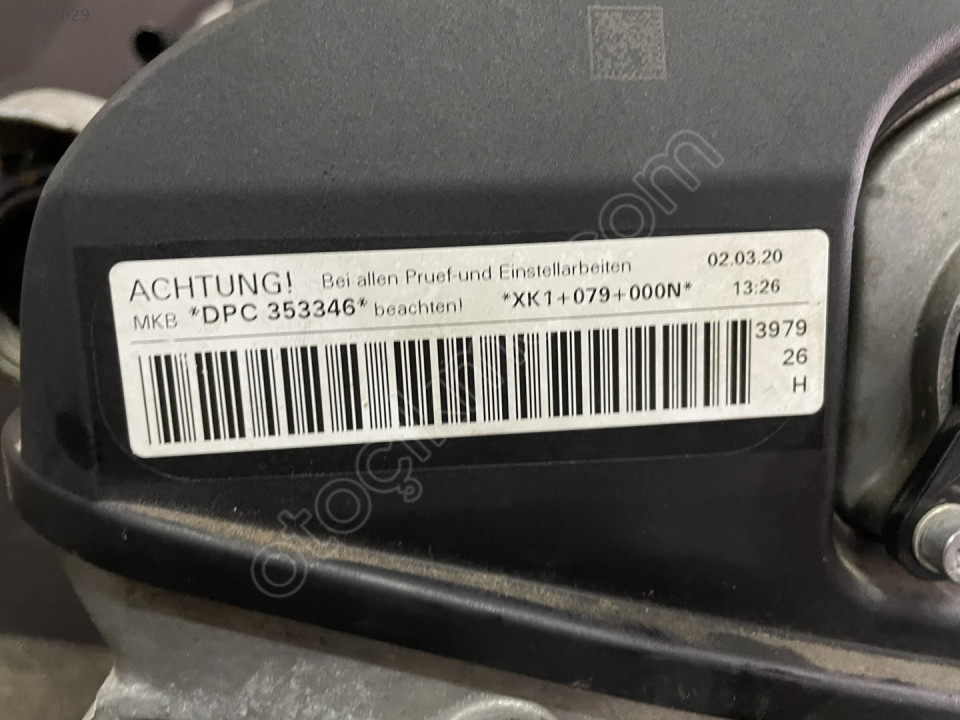 ACHTUNG! Bei allen Pruef-und Einstellarbeiten 02.03.20
MKB *DPC 353346* beachten! *XK1+079+000N* 13:26
3979
26
H